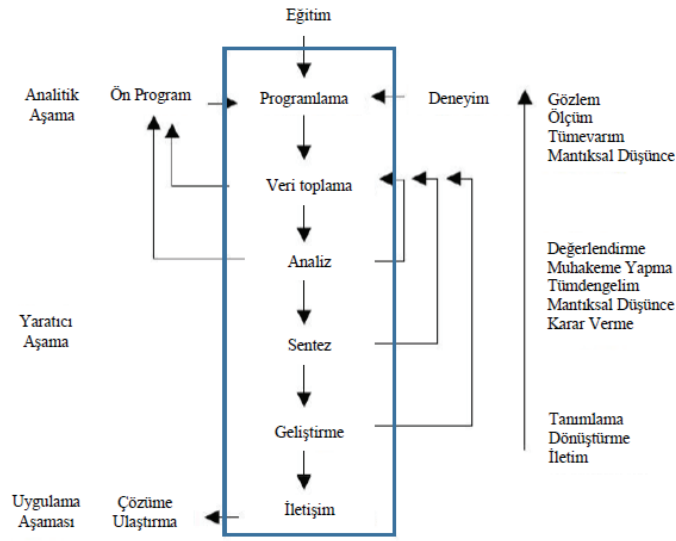 Eğitim
Analitik
Aşama
Ön Program
Programlama
Deneyim
Gözlem
Ölçüm
Tümevarım
Mantıksal Düşünce
Veri toplama
Analiz
Değerlendirme
Muhakeme Yapma
Tümdengelim
Mantıksal Düşünce
Karar Verme
Yaratıcı
Aşama
Sentez
Geliştirme
Tanımlama
Dönüştürme
İletim
Uygulama
Aşaması
Çözüme
Ulaştırma
İletişim